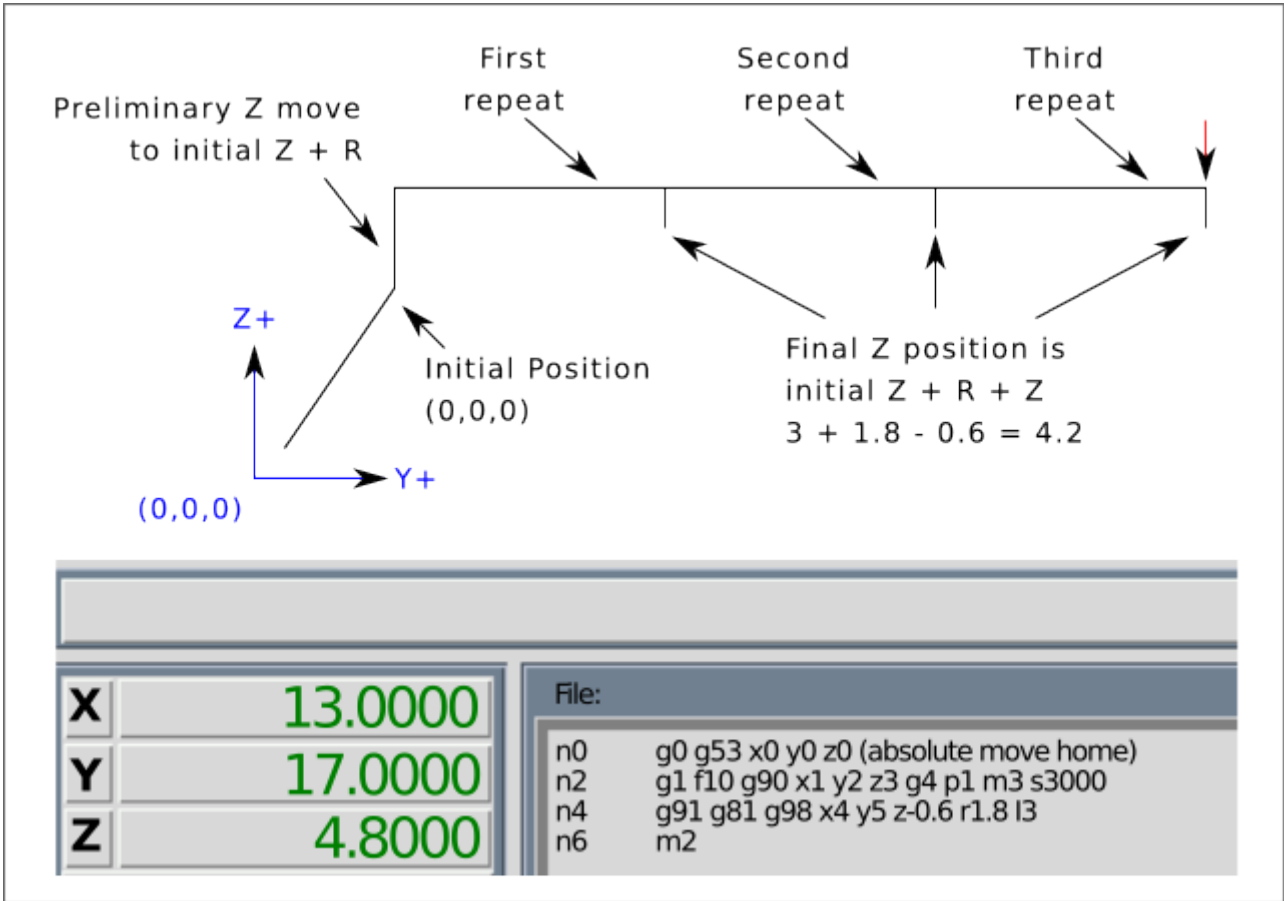 First
repeat
Second
repeat
Third
repeat
Preliminary Z move
to initial Z + R
Z+
Initial Position
(0,0,0)
Final Z position is
initial Z + R + Z
3 + 1.8 - 0.6 = 4.2
Y+
(0,0,0)
X 13.0000
Y 17.0000
Z 4.8000
File:
n0 g0 g53 x0 y0 z0 (absolute move home)
n2 g1 f10 g90 x1 y2 z3 g4 p1 m3 s3000
n4 g91 g81 g98 x4 y5 z-0.6 r1.8 l3
n6 m2